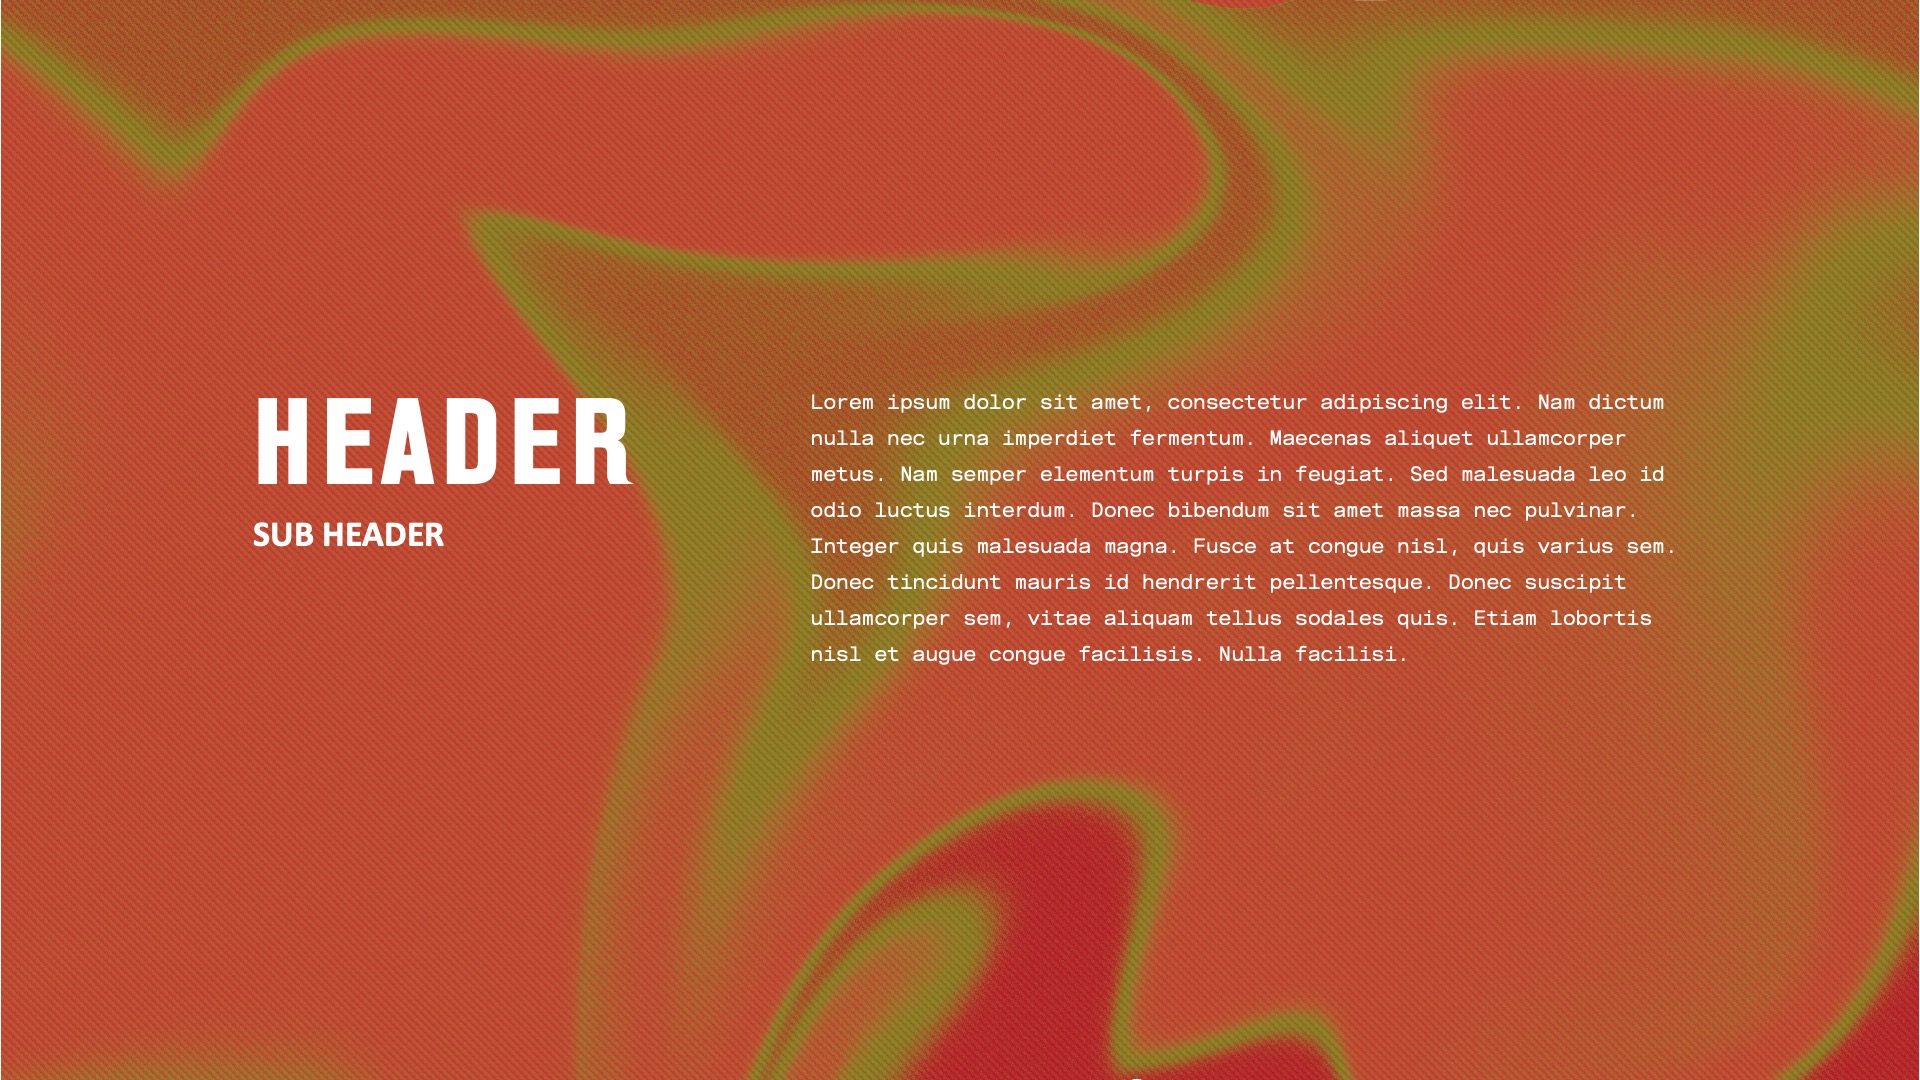 HEADER
SUB HEADER
Lorem ipsum dolor sit amet, consectetur adipiscing elit. Nam dictum
nulla nec urna imperdiet fermentum. Maecenas aliquet ullamcorper
metus. Nam semper elementum turpis in feugiat. Sed malesuada leo id
odio luctus interdum. Donec bibendum sit amet massa nec pulvinar.
Integer quis malesuada magna. Fusce at congue nisl, quis varius sem.
Donec tincidunt mauris id hendrerit pellentesque. Donec suscipit
ullamcorper sem, vitae aliquam tellus sodales quis. Etiam lobortis
nisl et augue congue facilisis. Nulla facilisi.